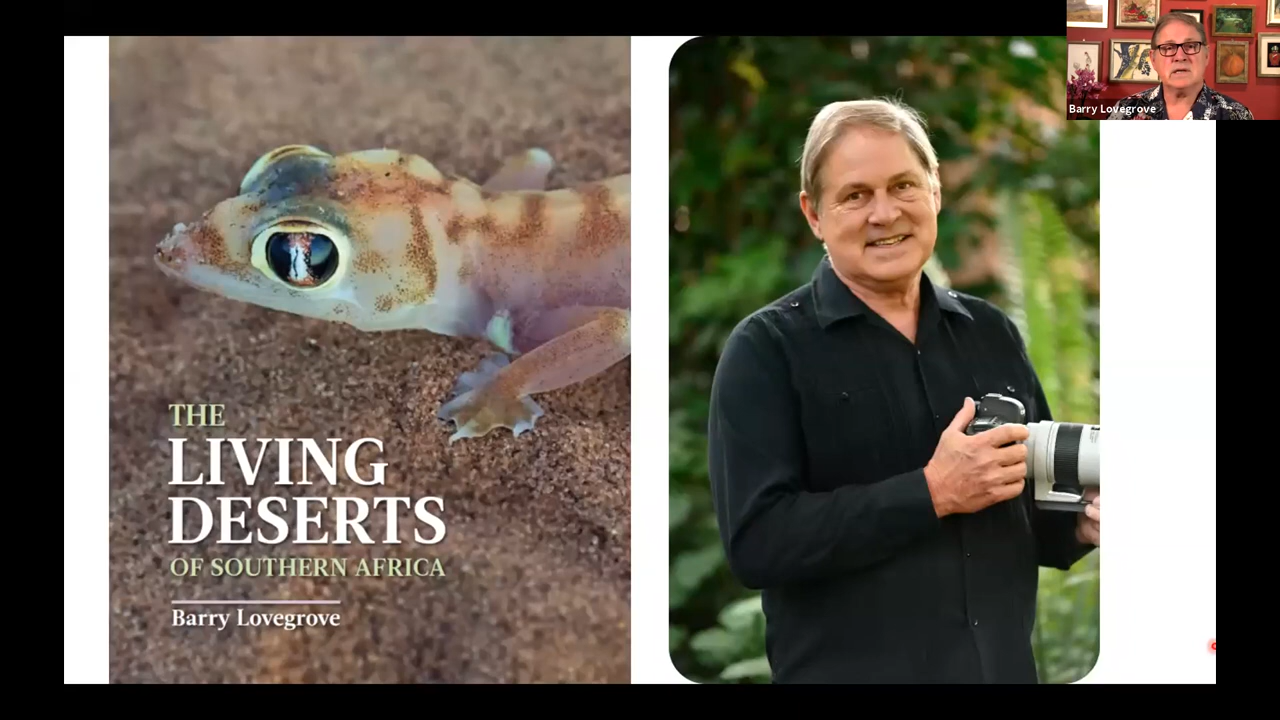 THE
LIVING
DESERTS
OF SOUTHERN AFRICA
Barry Lovegrove
Barry Lovegrove